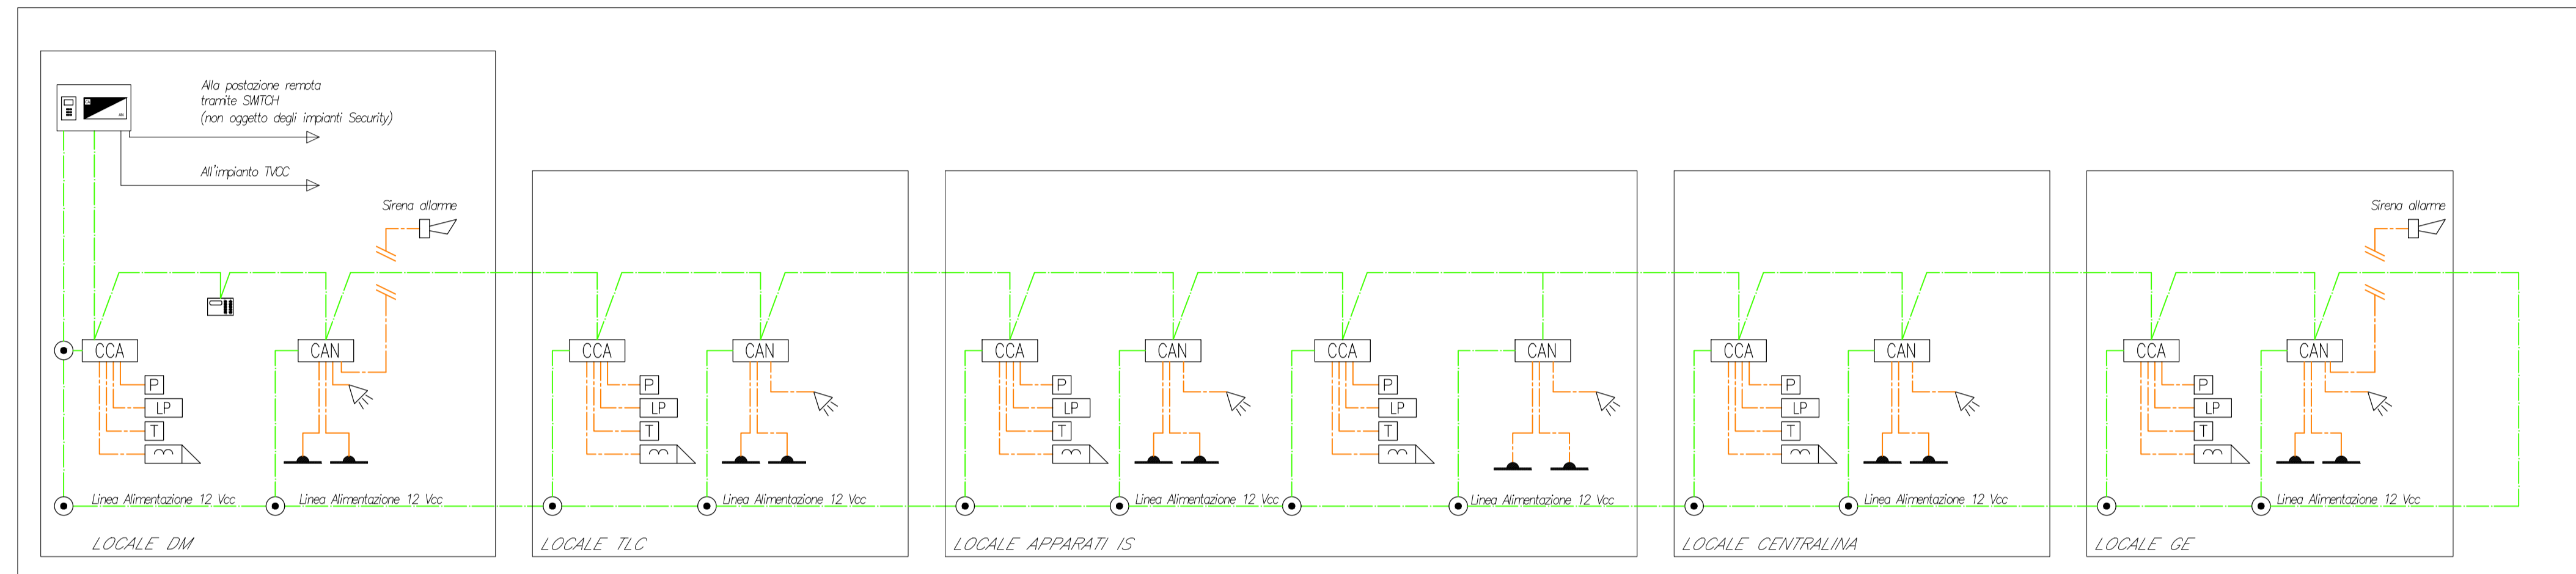 Alla postazione remota
tramite SWITCH
(non oggetto degli impianti Security)
All'impianto TVCC
Sirena allarme
CCA
CAN
P
LP
T
Linea Alimentazione 12 Vcc
Linea Alimentazione 12 Vcc
LOCALE DM
CCA
CAN
P
LP
T
Linea Alimentazione 12 Vcc
LOCALE TLC
CCA
CAN
CCA
CAN
P
LP
T
P
LP
T
Linea Alimentazione 12 Vcc
Linea Alimentazione 12 Vcc
LOCALE APPARATI IS
CCA
CAN
P
LP
T
Linea Alimentazione 12 Vcc
LOCALE CENTRALINA
Sirena allarme
CCA
CAN
P
LP
T
Linea Alimentazione 12 Vcc
LOCALE GE